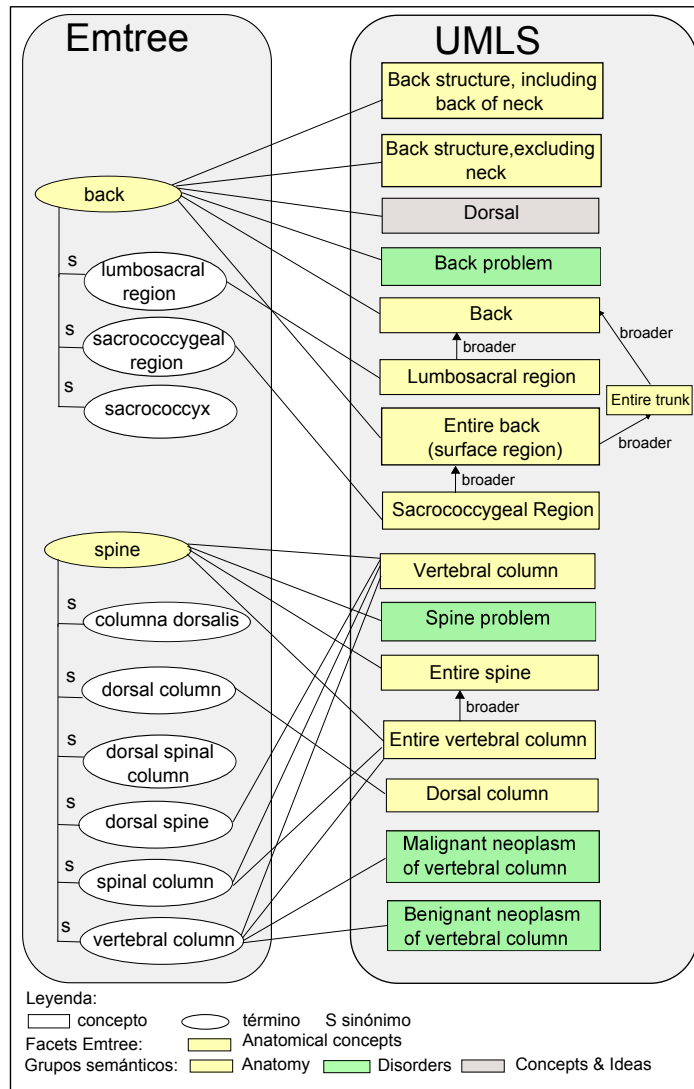 Emtree
UMLS
back
S
lumbosacral
region
S
sacrococcygeal
region
S
sacrococcyx
spine
S
columna dorsalis
S
dorsal column
S
dorsal spinal
column
S
dorsal spine
S
spinal column
S
vertebral column
Back structure, including
back of neck
Back structure,excluding
neck
Dorsal
Back problem
Back
broader
broader
Lumbosacral region
Entire trunk
Entire back
(surface region)
broader
broader
Sacrococcygeal Region
Vertebral column
Spine problem
Entire spine
broader
Entire vertebral column
Dorsal column
Malignant neoplasm
of vertebral column
Benignant neoplasm
of vertebral column
Leyenda:
concepto término S sinónimo
Facets Emtree: Anatomical concepts
Grupos semánticos: Anatomy Disorders Concepts & Ideas